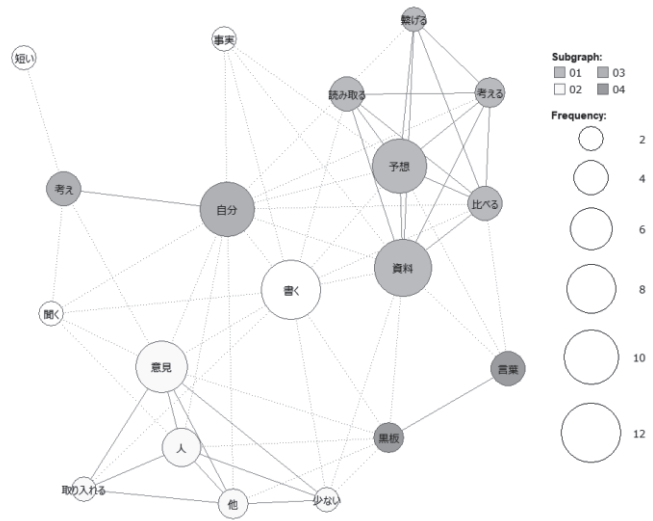 繋げる
事実
短い
読み取る
考える
予想
考え
自分
比べる
資料
書く
聞く
意見
言葉
黒板
人
取り入れる
他
少ない
Subgraph:
01 03
02 04
Frequency:
2
4
6
8
10
12